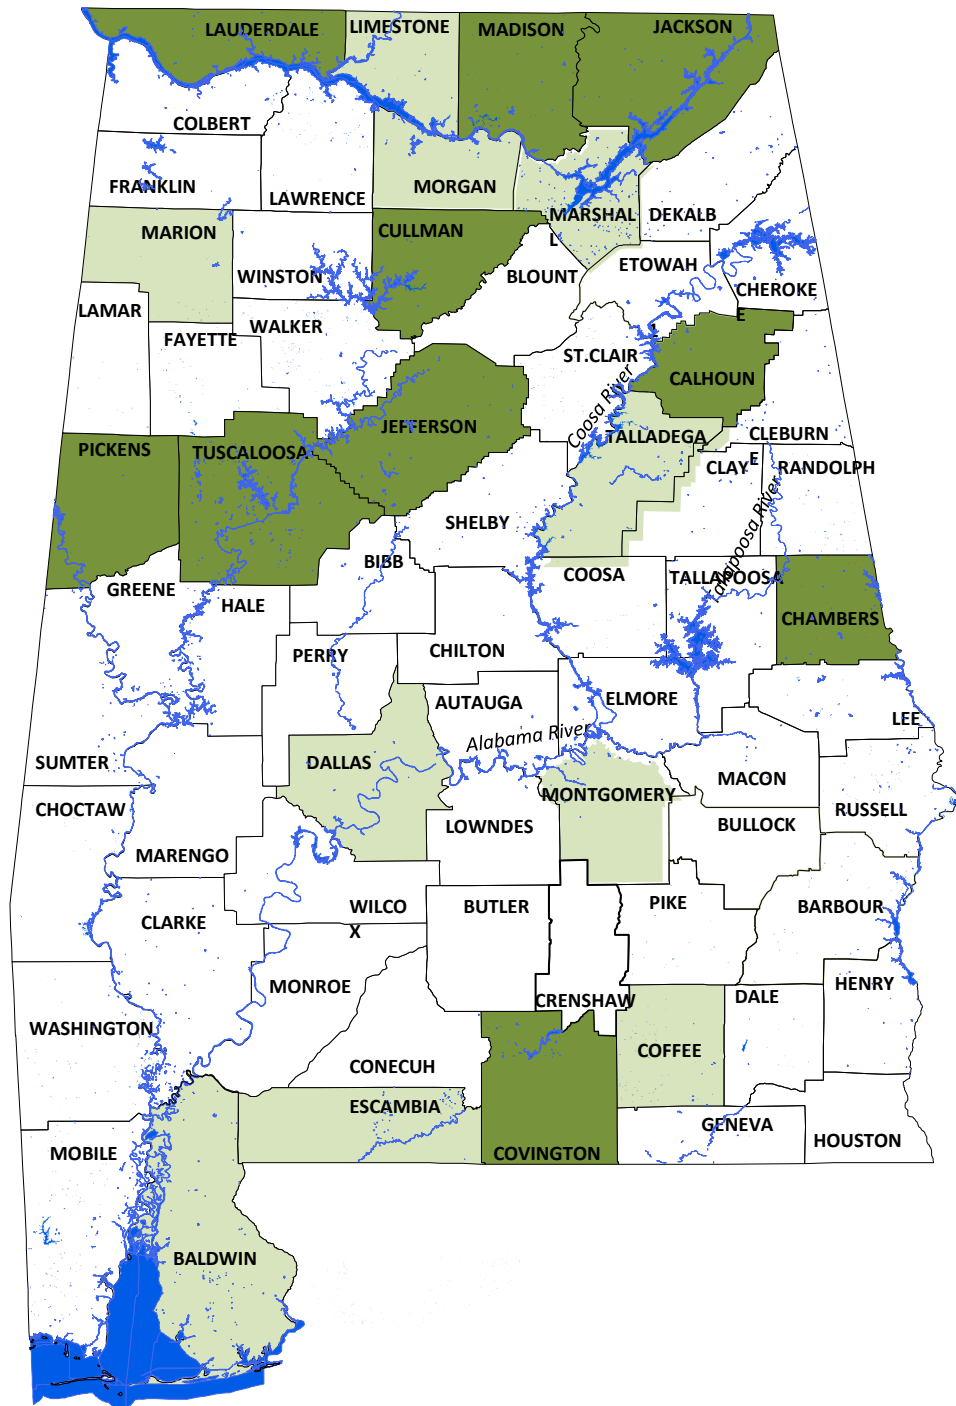 LAUDERDALE
LIMESTONE
MADISON
JACKSON
COLBERT
FRANKLIN
LAWRENCE
MORGAN
MARSHAL
L
DEKALB
MARION
CULLMAN
WINSTON
BLOUNT
ETOWAH
CHEROKE
E
LAMAR
FAYETTE
WALKER
ST.CLAIR
CALHOUN
Coosa River
JEFFERSON
TALLADEGA
CLEBURN
E
PICKENS
TUSCALOOSA
CLAY
RANDOLPH
Tallapoosa River
SHELBY
BIBB
GREENE
HALE
COOSA
TALLAPOOSA
CHAMBERS
PERRY
CHILTON
AUTAUGA
ELMORE
LEE
Alabama River
SUMTER
DALLAS
MACON
MONTGOMERY
CHOCTAW
LOWNDES
BULLOCK
RUSSELL
MARENGO
WILCO
X
BUTLER
PIKE
BARBOUR
CLARKE
MONROE
CRENSHAW
DALE
HENRY
WASHINGTON
CONECUH
COFFEE
ESCAMBIA
GENEVA
HOUSTON
MOBILE
COVINGTON
BALDWIN